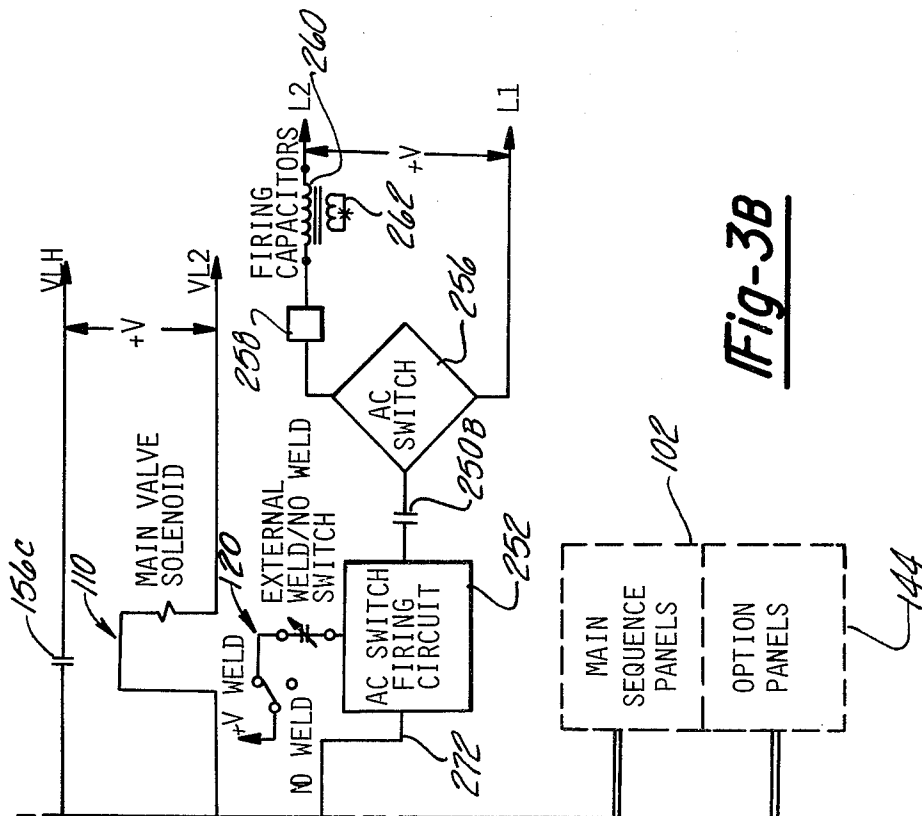 156C
VLH
+V
VL2
110
MAIN VALVE
SOLENOID
120
EXTERNAL
WELD/NO WELD
SWITCH
+V WELD
NO WELD
258
FIRING
CAPACITORS
L2
260
262
+V
L1
AC
SWITCH
256
250B
AC SWITCH
FIRING
CIRCUIT
252
272
MAIN
SEQUENCE
PANELS
102
OPTION
PANELS
144
Fig-3B